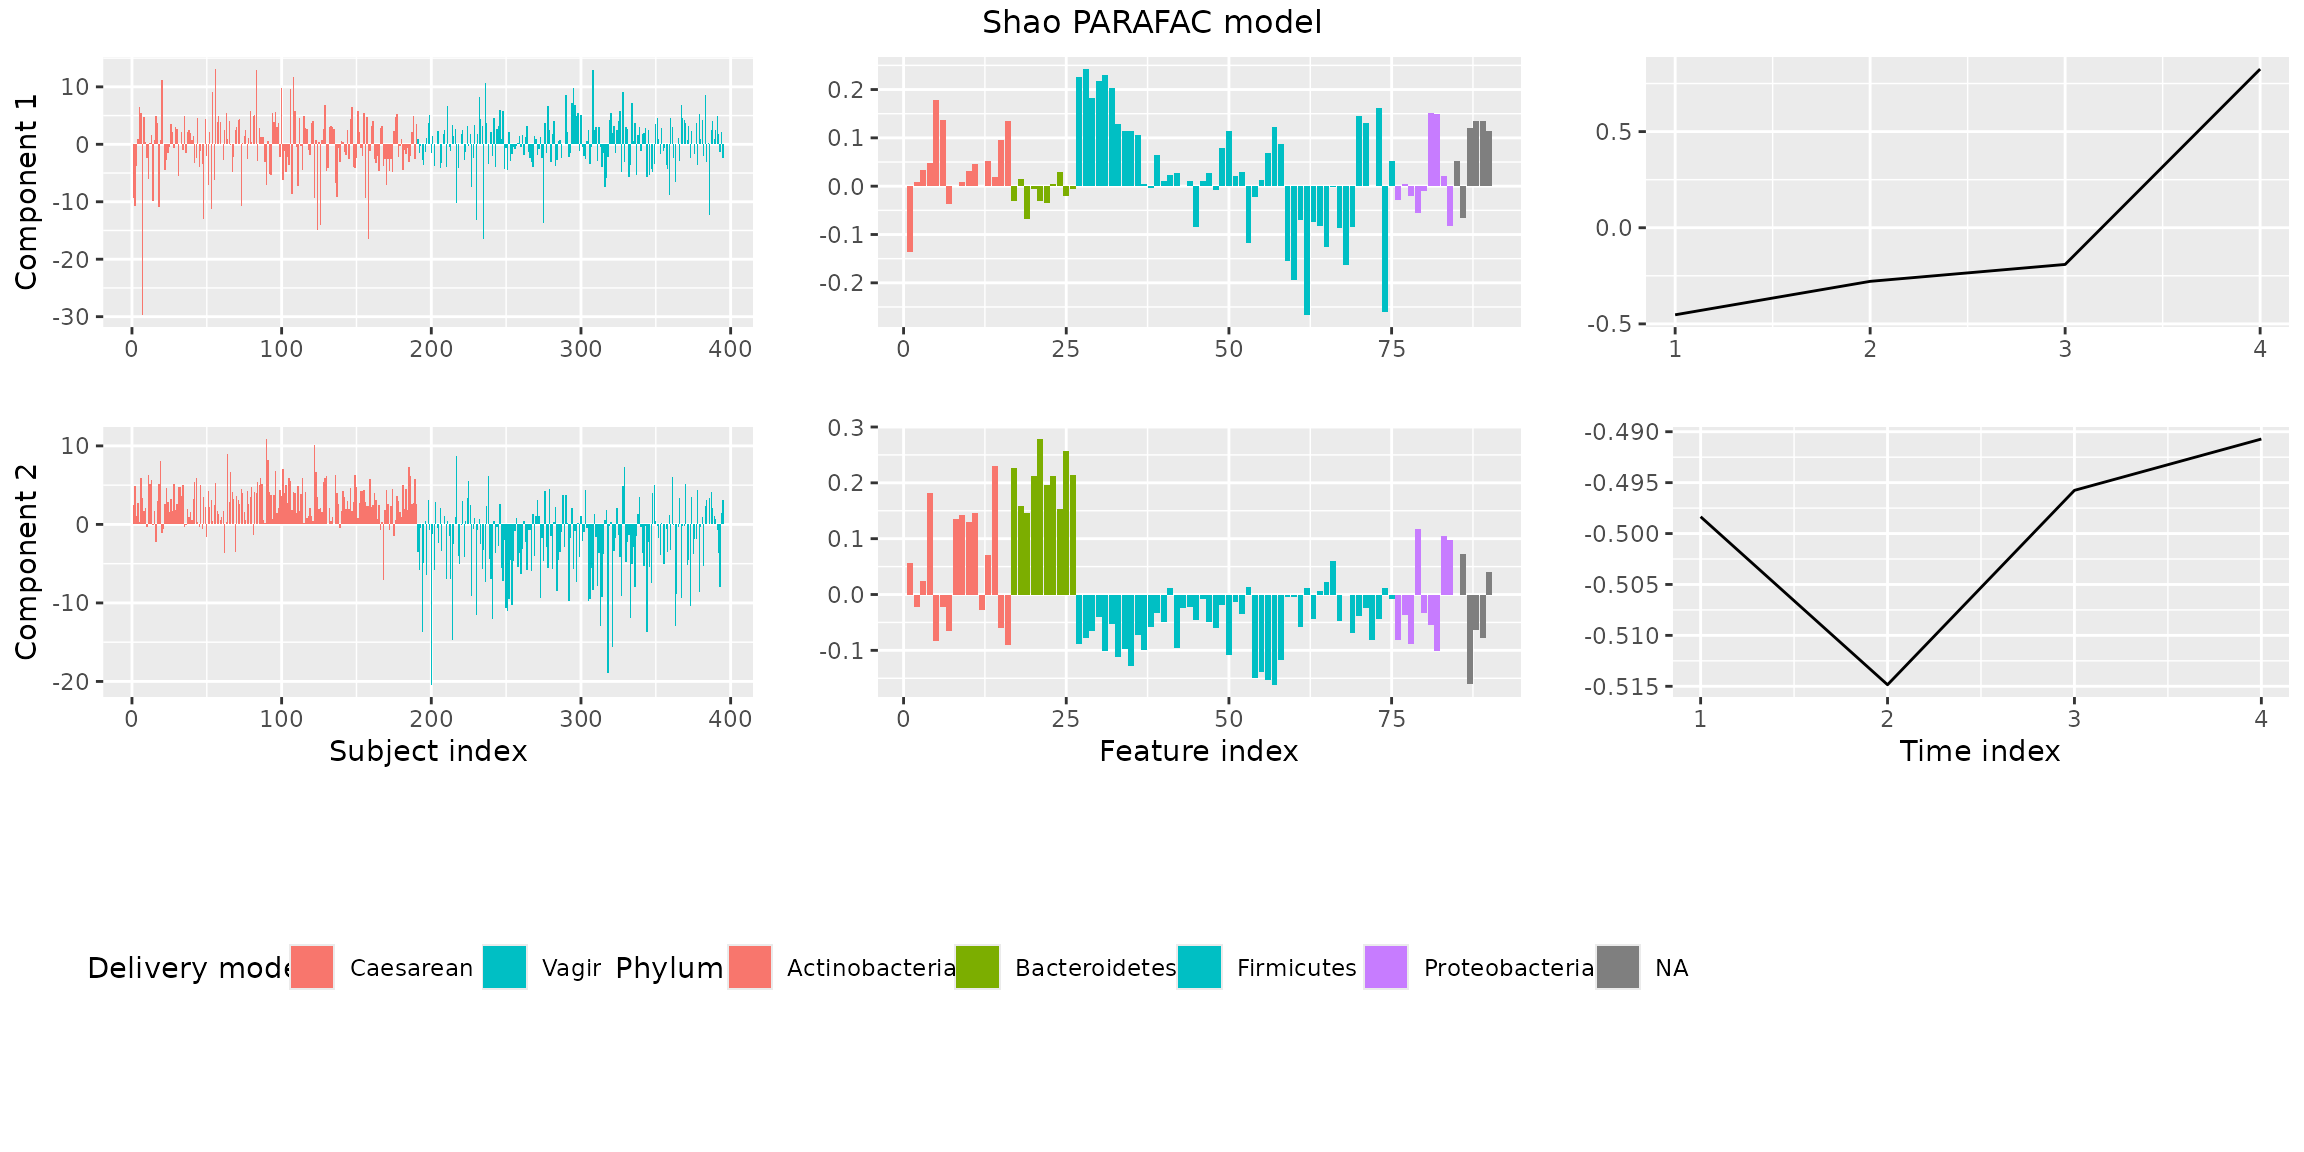 Shao PARAFAC model
Component 1
10
0
-10
-20
-30
0 100 200 300 400
0.2
0.1
0.0
-0.1
-0.2
0 25 50 75
0.5
0.0
-0.5
1 2 3 4
Component 2
10
0
-10
-20
0 100 200 300 400
Subject index
0.3
0.2
0.1
0.0
-0.1
0 25 50 75
Feature index
-0.490
-0.495
-0.500
-0.505
-0.510
-0.515
1 2 3 4
Time index
Delivery mode Caesarean Vagir Phylum Actinobacteria Bacteroidetes Firmicutes Proteobacteria NA